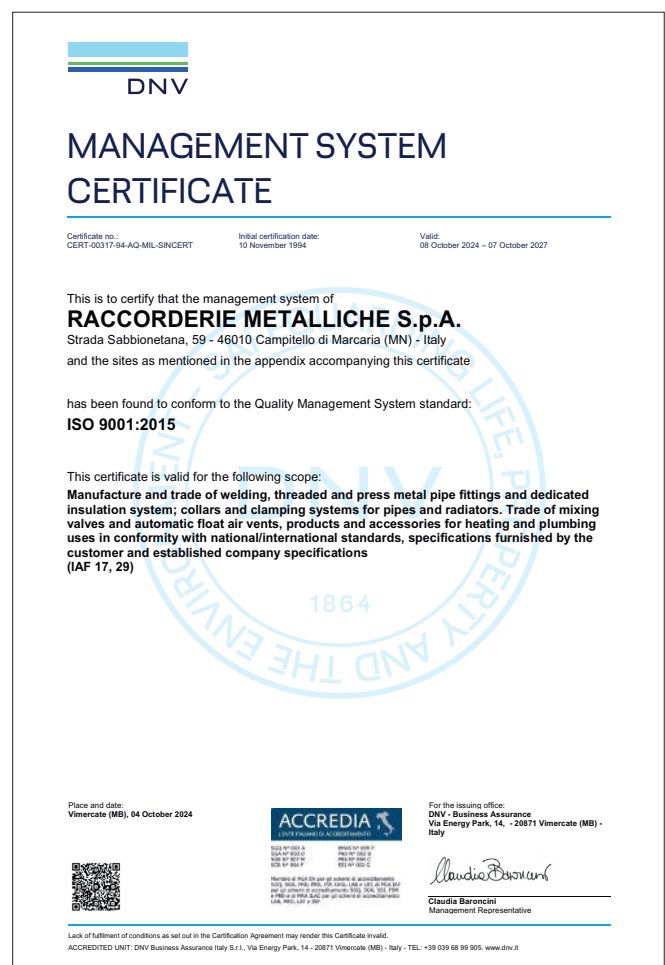 DNV
MANAGEMENT SYSTEM
CERTIFICATE
Certificate no.:
CERT-00317-94-AQ-MIL-SINCERT
Initial certification date:
10 November 1994
Valid:
08 October 2024 – 07 October 2027
This is to certify that the management system of
RACCORDERIE METALLICHE S.p.A.
Strada Sabbionetana, 59 - 46010 Campitello di Marcaria (MN) - Italy
and the sites as mentioned in the appendix accompanying this certificate
has been found to conform to the Quality Management System standard:
ISO 9001:2015
This certificate is valid for the following scope:
Manufacture and trade of welding, threaded and press metal pipe fittings and dedicated
insulation system; collars and clamping systems for pipes and radiators. Trade of mixing
valves and automatic float air vents, products and accessories for heating and plumbing
uses in conformity with national/international standards, specifications furnished by the
customer and established company specifications
(IAF 17, 29)
DNV
1864
Place and date:
Vimercate (MB), 04 October 2024
ACCREDIA
L'ENTE ITALIANO DI ACCREDITAMENTO
For the issuing office:
DNV - Business Assurance
Via Energy Park, 14, - 20871 Vimercate (MB) -
Italy
Claudia Baroncini
Claudia Baroncini
Management Representative
Lack of fulfilment of conditions as set out in the Certification Agreement may render this Certificate invalid.
ACCREDITED UNIT: DNV Business Assurance Italy S.r.l., Via Energy Park, 14 - 20871 Vimercate (MB) - Italy - TEL: +39 039 68 99 905. www.dnv.it